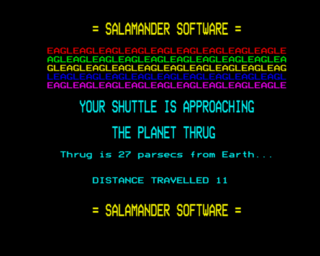 = SALAMANDER SOFTWARE =
EAGLEAGLEAGLEAGLEAGLEAGLEAGLEAGLEAGLE
AGLEAGLEAGLEAGLEAGLEAGLEAGLEAGLEAGLEA
GLEAGLEAGLEAGLEAGLEAGLEAGLEAGLEAGLEAG
LEAGLEAGLEAGLEAGLEAGLEAGLEAGLEAGLEAGL
EAGLEAGLEAGLEAGLEAGLEAGLEAGLEAGLEAGLE
YOUR SHUTTLE IS APPROACHING
THE PLANET THRUG
Thrug is 27 parsecs from Earth...
DISTANCE TRAVELLED 11
= SALAMANDER SOFTWARE =